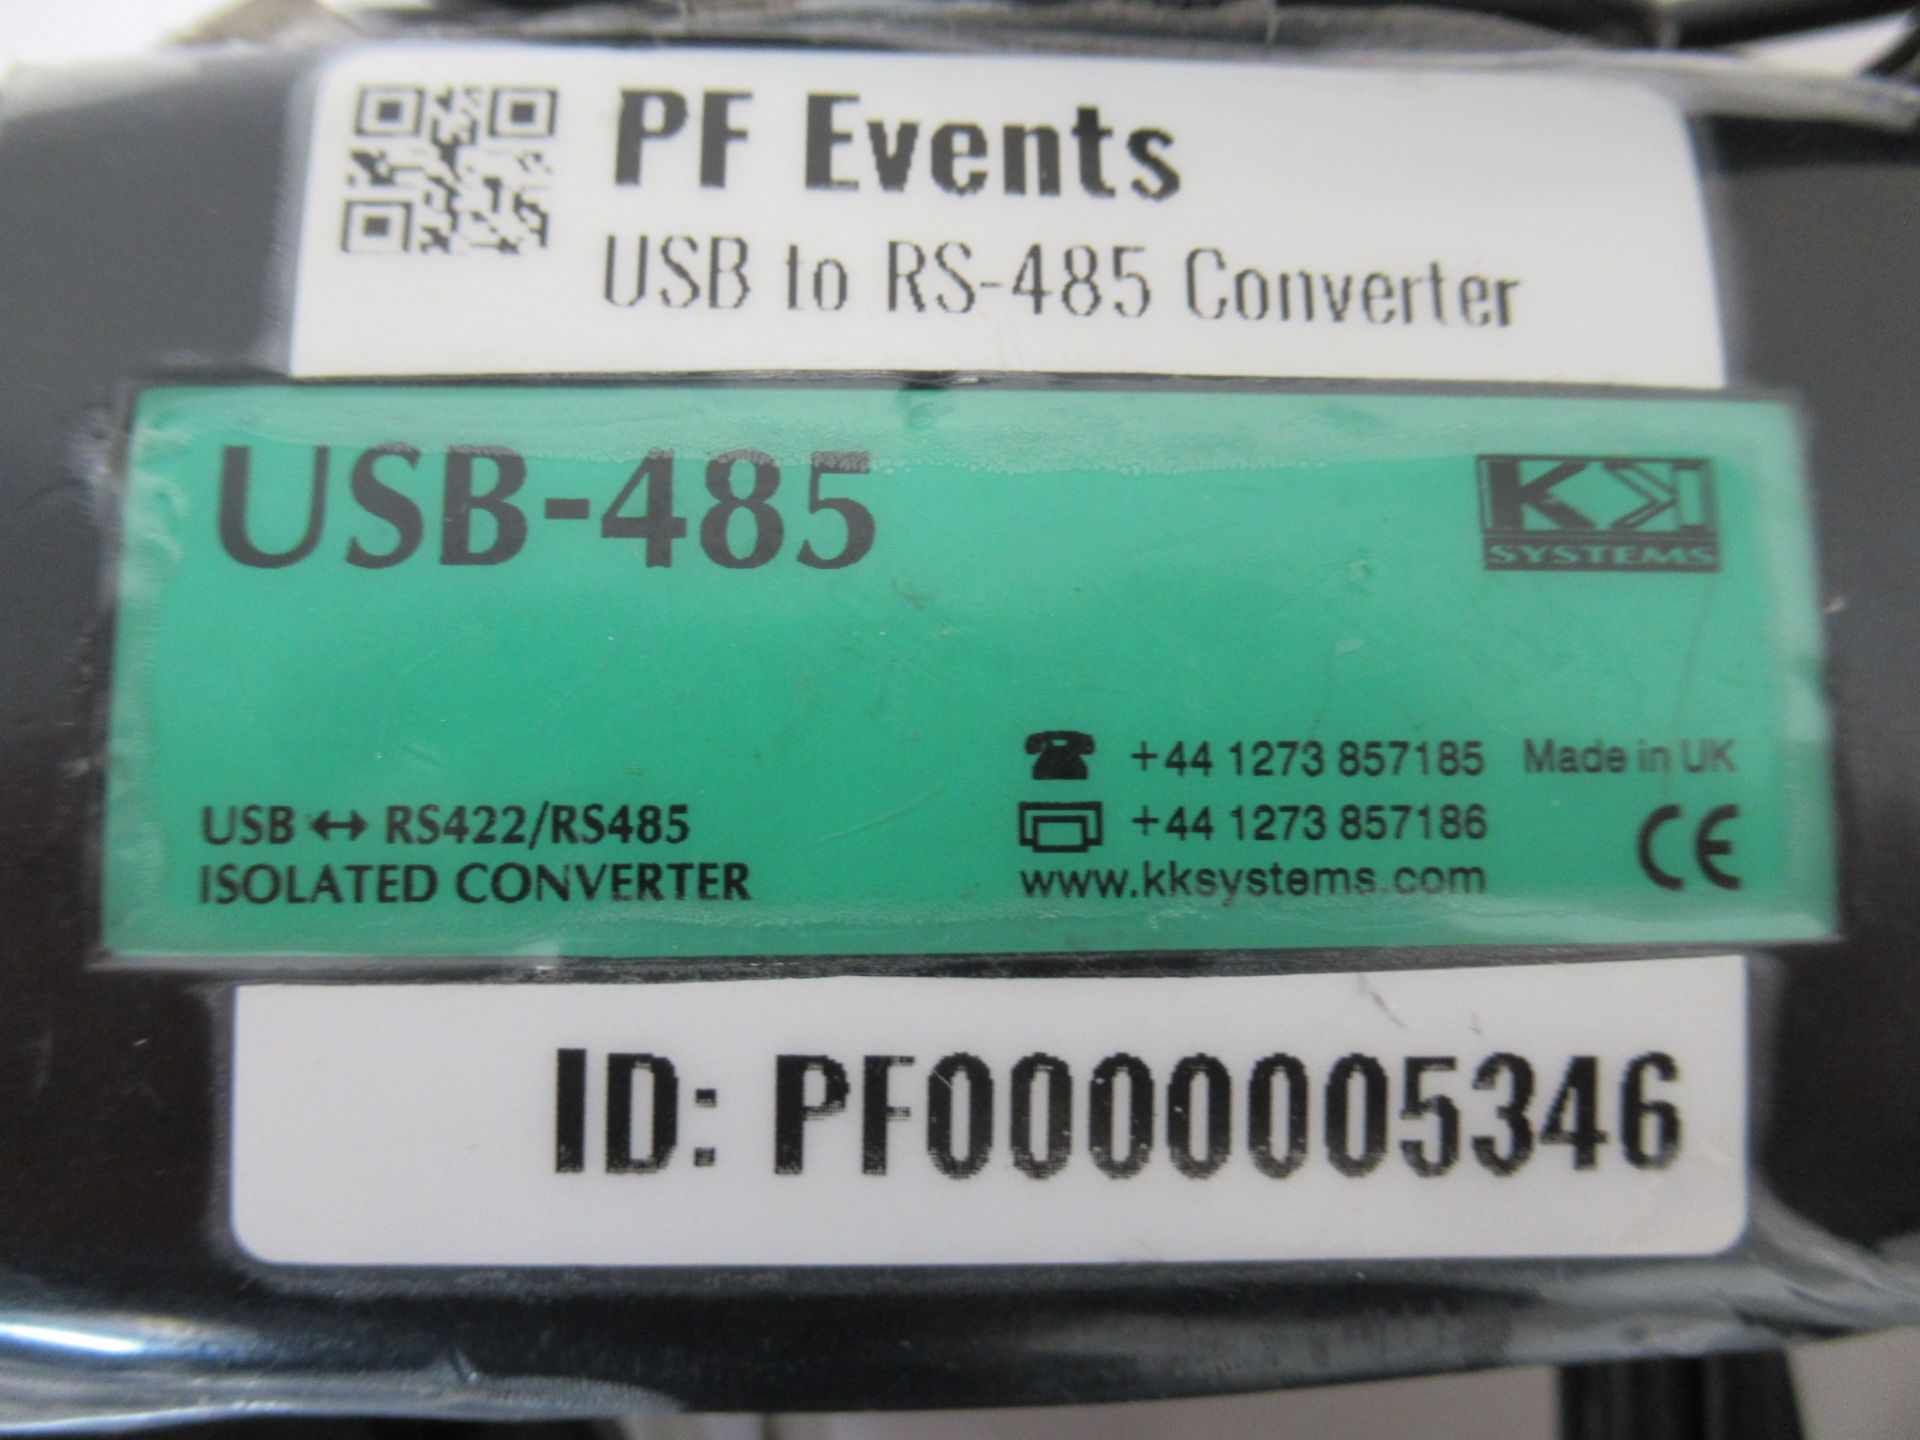 PF Events
USB to RS-485 Converter
USB-485
KK
SYSTEMS
+44 1273 857185 Made in UK
USB ↔ RS422/RS485
+44 1273 857186
CE
ISOLATED CONVERTER
www.kksystems.com
ID: PF0000005346